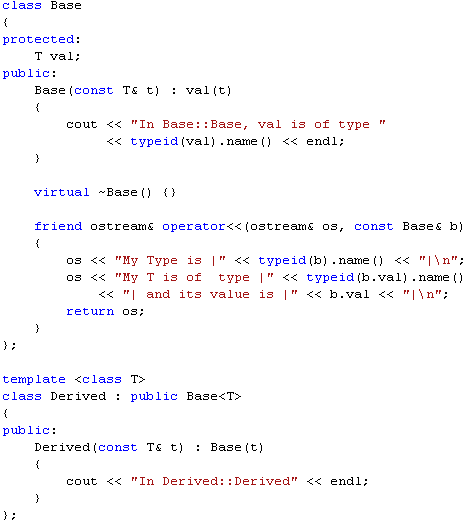 class Base
{
protected:
    T val;
public:
    Base(const T& t) : val(t)
    {
        cout << "In Base::Base, val is of type "
             << typeid(val).name() << endl;
    }
    virtual ~Base() {}
    friend ostream& operator<<(ostream& os, const Base& b)
    {
        os << "My Type is |" << typeid(b).name() << "|\n";
        os << "My T is of  type |" << typeid(b.val).name()
            << "| and its value is |" << b.val << "|\n";
        return os;
    }
};
template <class T>
class Derived : public Base<T>
{
public:
    Derived(const T& t) : Base(t)
    {
        cout << "In Derived::Derived" << endl;
    }
};